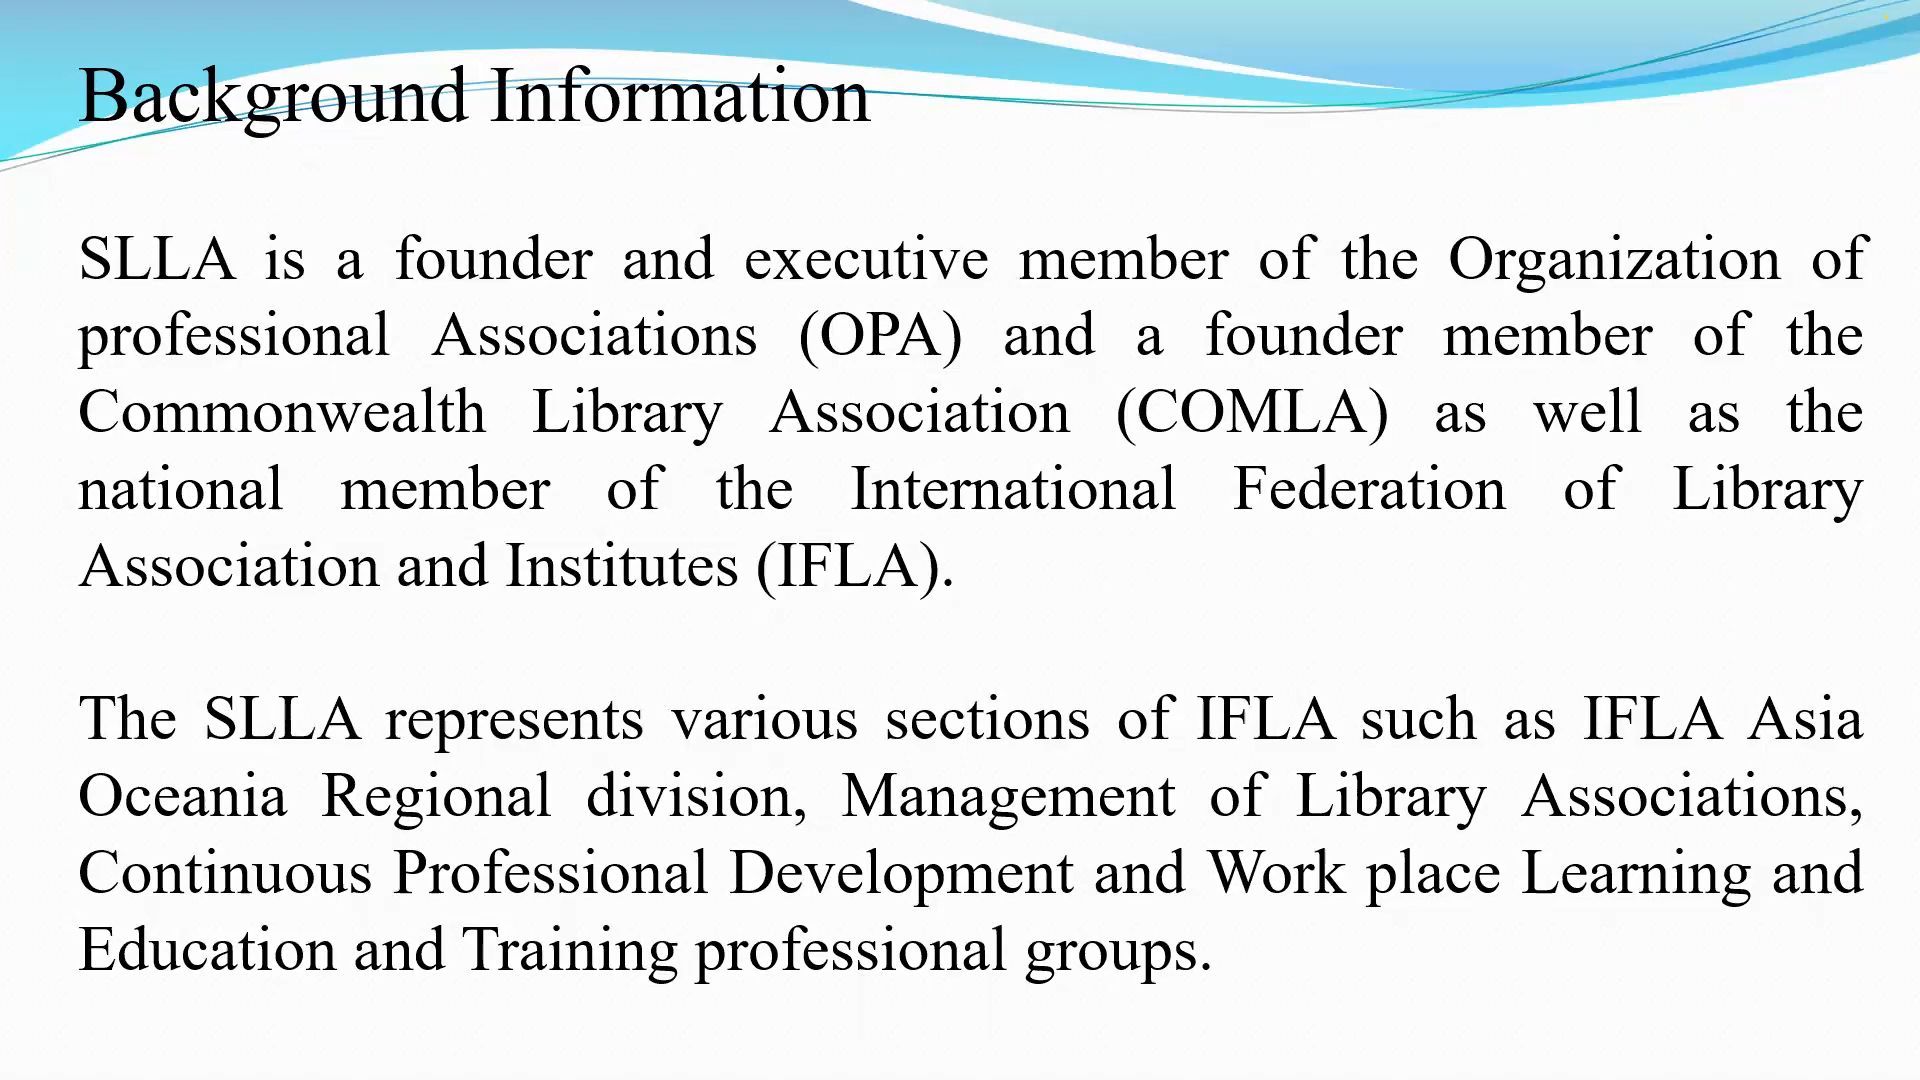 Background Information
SLLA is a founder and executive member of the Organization of
professional Associations (OPA) and a founder member of the
Commonwealth Library Association (COMLA) as well as the
national member of the International Federation of Library
Association and Institutes (IFLA).
The SLLA represents various sections of IFLA such as IFLA Asia
Oceania Regional division, Management of Library Associations,
Continuous Professional Development and Work place Learning and
Education and Training professional groups.